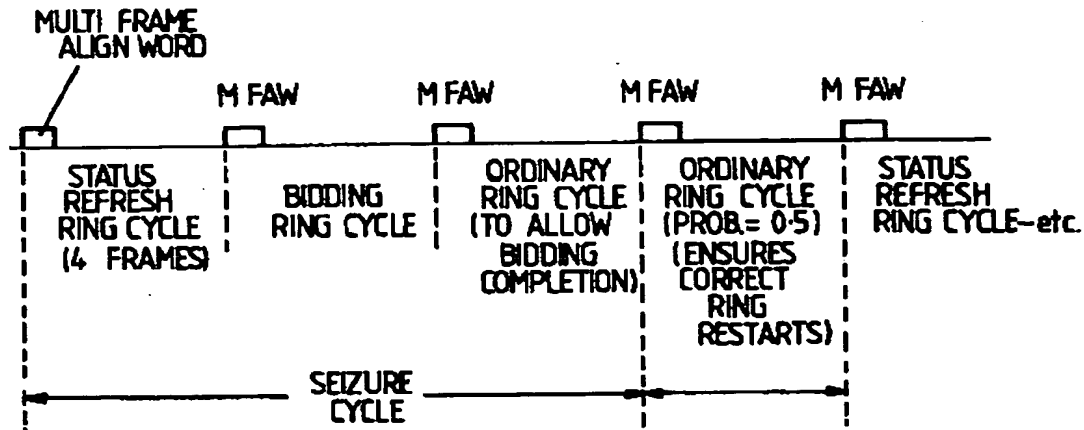 MULTI FRAME
ALIGN WORD
M FAW
M FAW
M FAW
M FAW
STATUS
REFRESH
RING CYCLE
(4 FRAMES)
BIDDING
RING CYCLE
ORDINARY
RING CYCLE
(TO ALLOW
BIDDING
COMPLETION)
ORDINARY
RING CYCLE
(PROB.= 0·5)
(ENSURES
CORRECT
RING
RESTARTS)
STATUS
REFRESH
RING CYCLE-etc.
SEIZURE
CYCLE